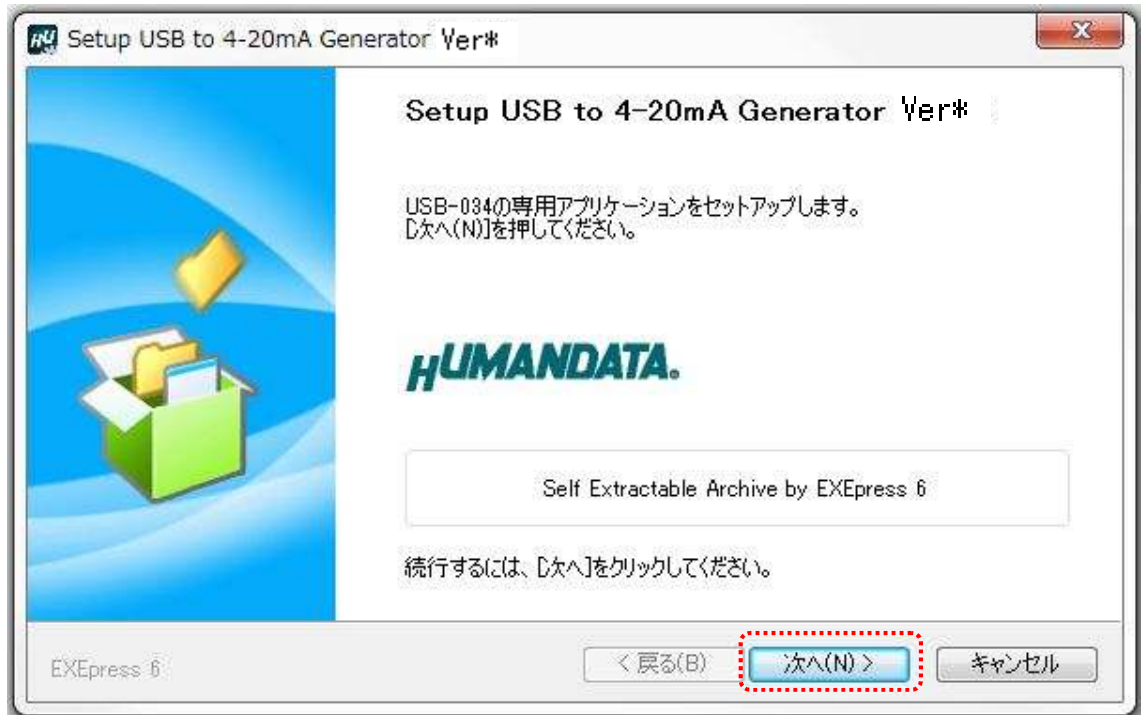 Setup USB to 4-20mA Generator Ver*
Setup USB to 4-20mA Generator Ver*
USB-034の専用アプリケーションをセットアップします。
[次へ(N)]を押してください。
HUMANDATA.
Self Extractable Archive by EXEpress 6
続行するには、[次へ]をクリックしてください。
EXEpress 6
< 戻る(B) 次へ(N) > キャンセル